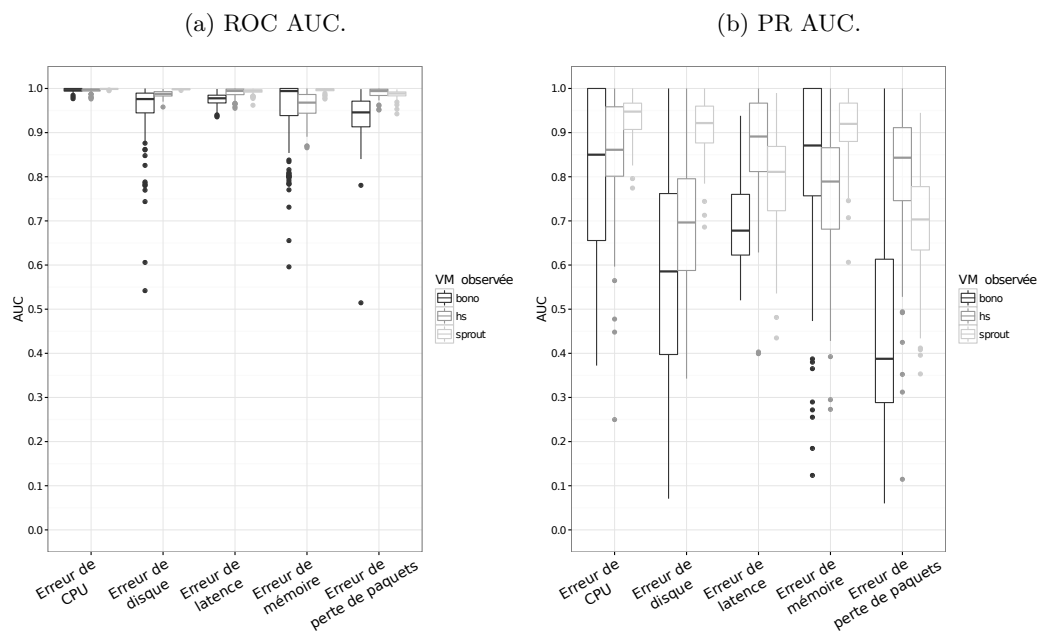 (a) ROC AUC.
1.0
0.9
0.8
0.7
0.6
0.5
0.4
0.3
0.2
0.1
0.0
AUC
Erreur de
CPU
Erreur de
disque
Erreur de
latence
Erreur de
mémoire
Erreur de
perte de paquets
VM observée
bono
hs
sprout
(b) PR AUC.
1.0
0.9
0.8
0.7
0.6
0.5
0.4
0.3
0.2
0.1
0.0
AUC
Erreur de
CPU
Erreur de
disque
Erreur de
latence
Erreur de
mémoire
Erreur de
perte de paquets
VM observée
bono
hs
sprout